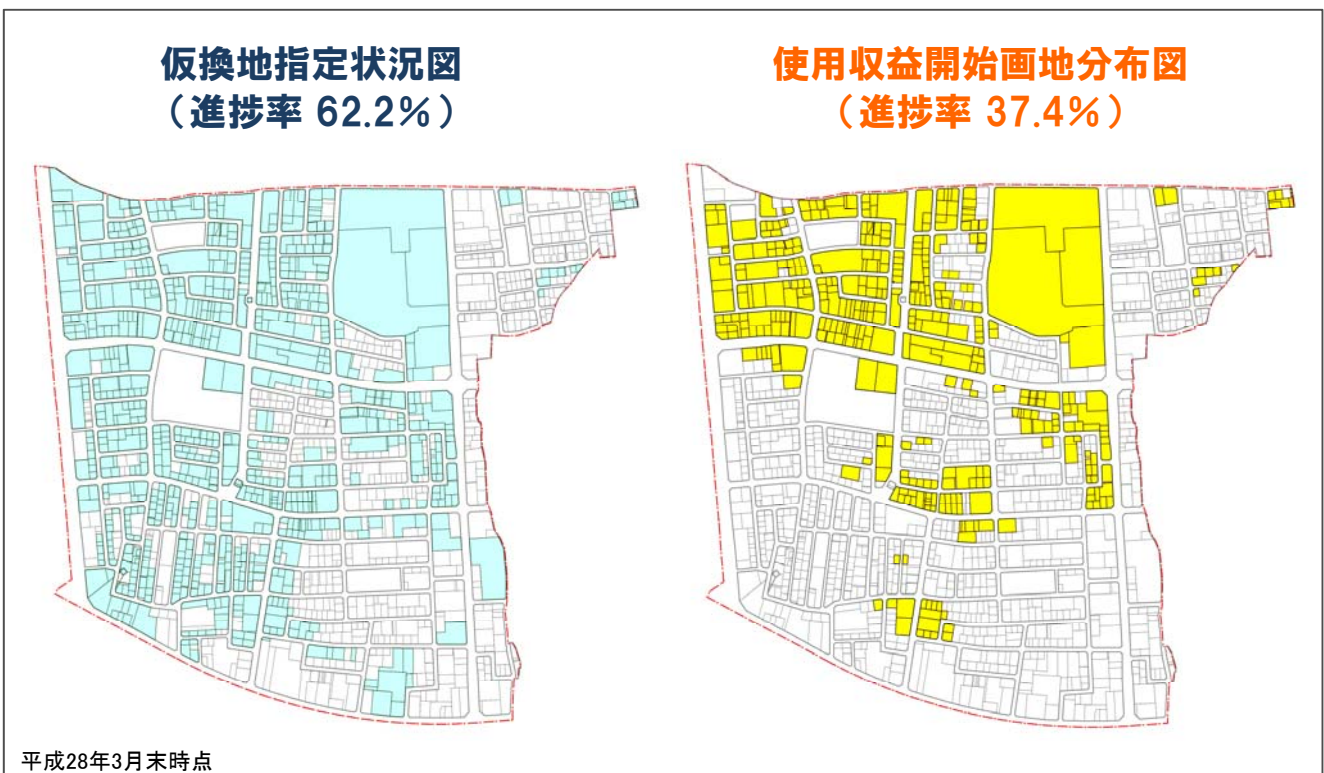 仮換地指定状況図
（進捗率 62.2％）
使用収益開始画地分布図
（進捗率 37.4％）
平成28年3月末時点